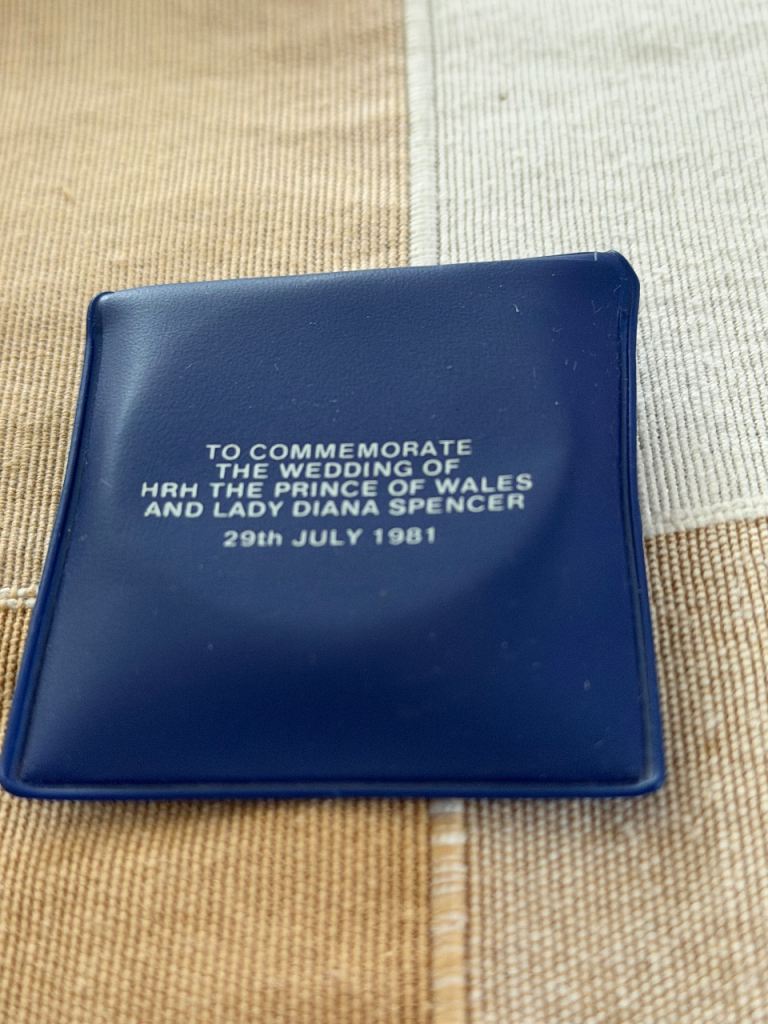 TO COMMEMORATE
THE WEDDING OF
HRH THE PRINCE OF WALES
AND LADY DIANA SPENCER
29th JULY 1981